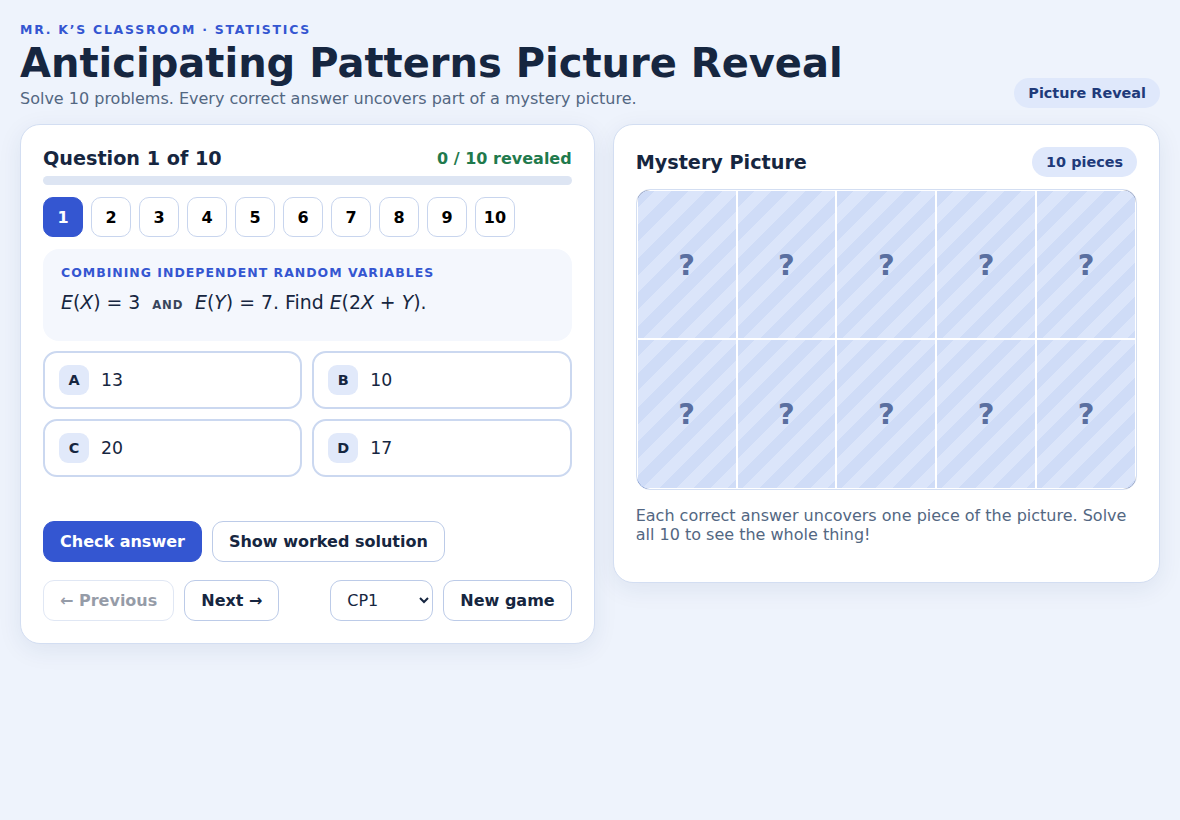 MR. K’S CLASSROOM · STATISTICS
Anticipating Patterns Picture Reveal
Solve 10 problems. Every correct answer uncovers part of a mystery picture.
Picture Reveal
Question 1 of 10
0 / 10 revealed
1 2 3 4 5 6 7 8 9 10
COMBINING INDEPENDENT RANDOM VARIABLES
E(X) = 3 AND E(Y) = 7. Find E(2X + Y).
A 13
B 10
C 20
D 17
Check answer
Show worked solution
← Previous
Next →
CP1
New game
Mystery Picture
10 pieces
? ? ? ? ?
? ? ? ? ?
Each correct answer uncovers one piece of the picture. Solve
all 10 to see the whole thing!